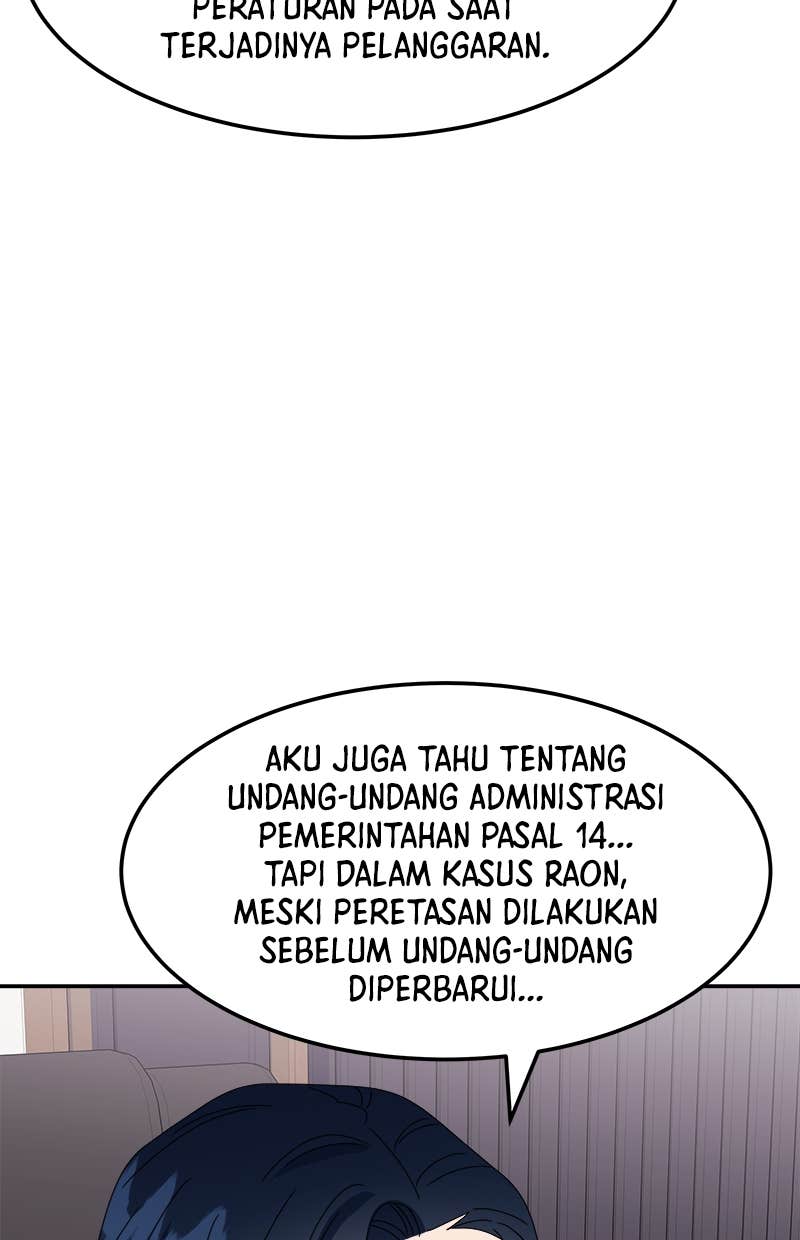 PERATURAN PADA SAAT
TERJADINYA PELANGGARAN.
AKU JUGA TAHU TENTANG
UNDANG-UNDANG ADMINISTRASI
PEMERINTAHAN PASAL 14...
TAPI DALAM KASUS RAON,
MESKI PERETASAN DILAKUKAN
SEBELUM UNDANG-UNDANG
DIPERBARUI...